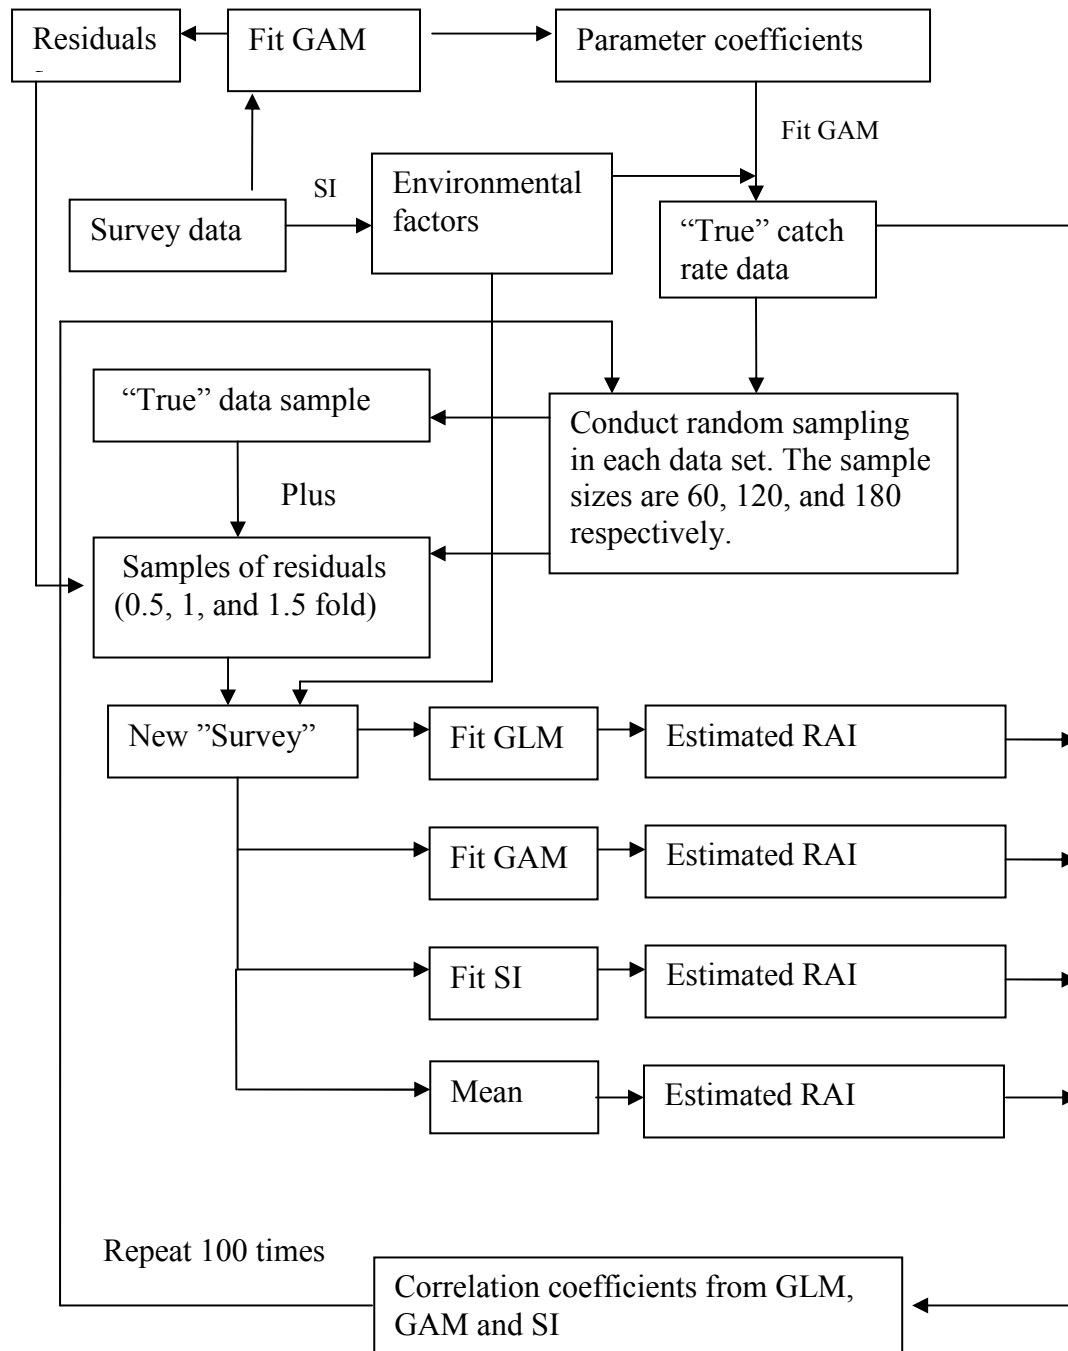 Residuals
Fit GAM
Parameter coefficients
Fit GAM
SI
Environmental
factors
Survey data
“True” catch
rate data
“True” data sample
Conduct random sampling
in each data set. The sample
sizes are 60, 120, and 180
respectively.
Plus
Samples of residuals
(0.5, 1, and 1.5 fold)
New ”Survey”
Fit GLM
Estimated RAI
Fit GAM
Estimated RAI
Fit SI
Estimated RAI
Mean
Estimated RAI
Repeat 100 times
Correlation coefficients from GLM,
GAM and SI